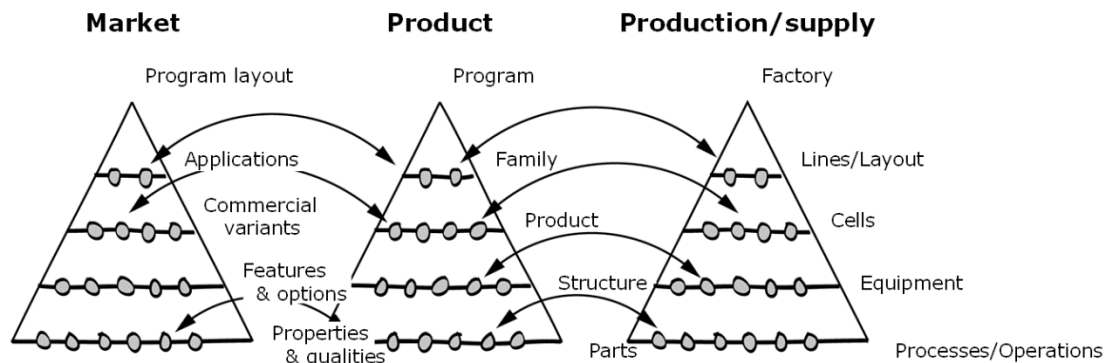 Market
Product
Production/supply
Program layout
Program
Factory
Applications
Family
Lines/Layout
Commercial
variants
Product
Cells
Features
& options
Structure
Equipment
Properties
& qualities
Parts
Processes/Operations